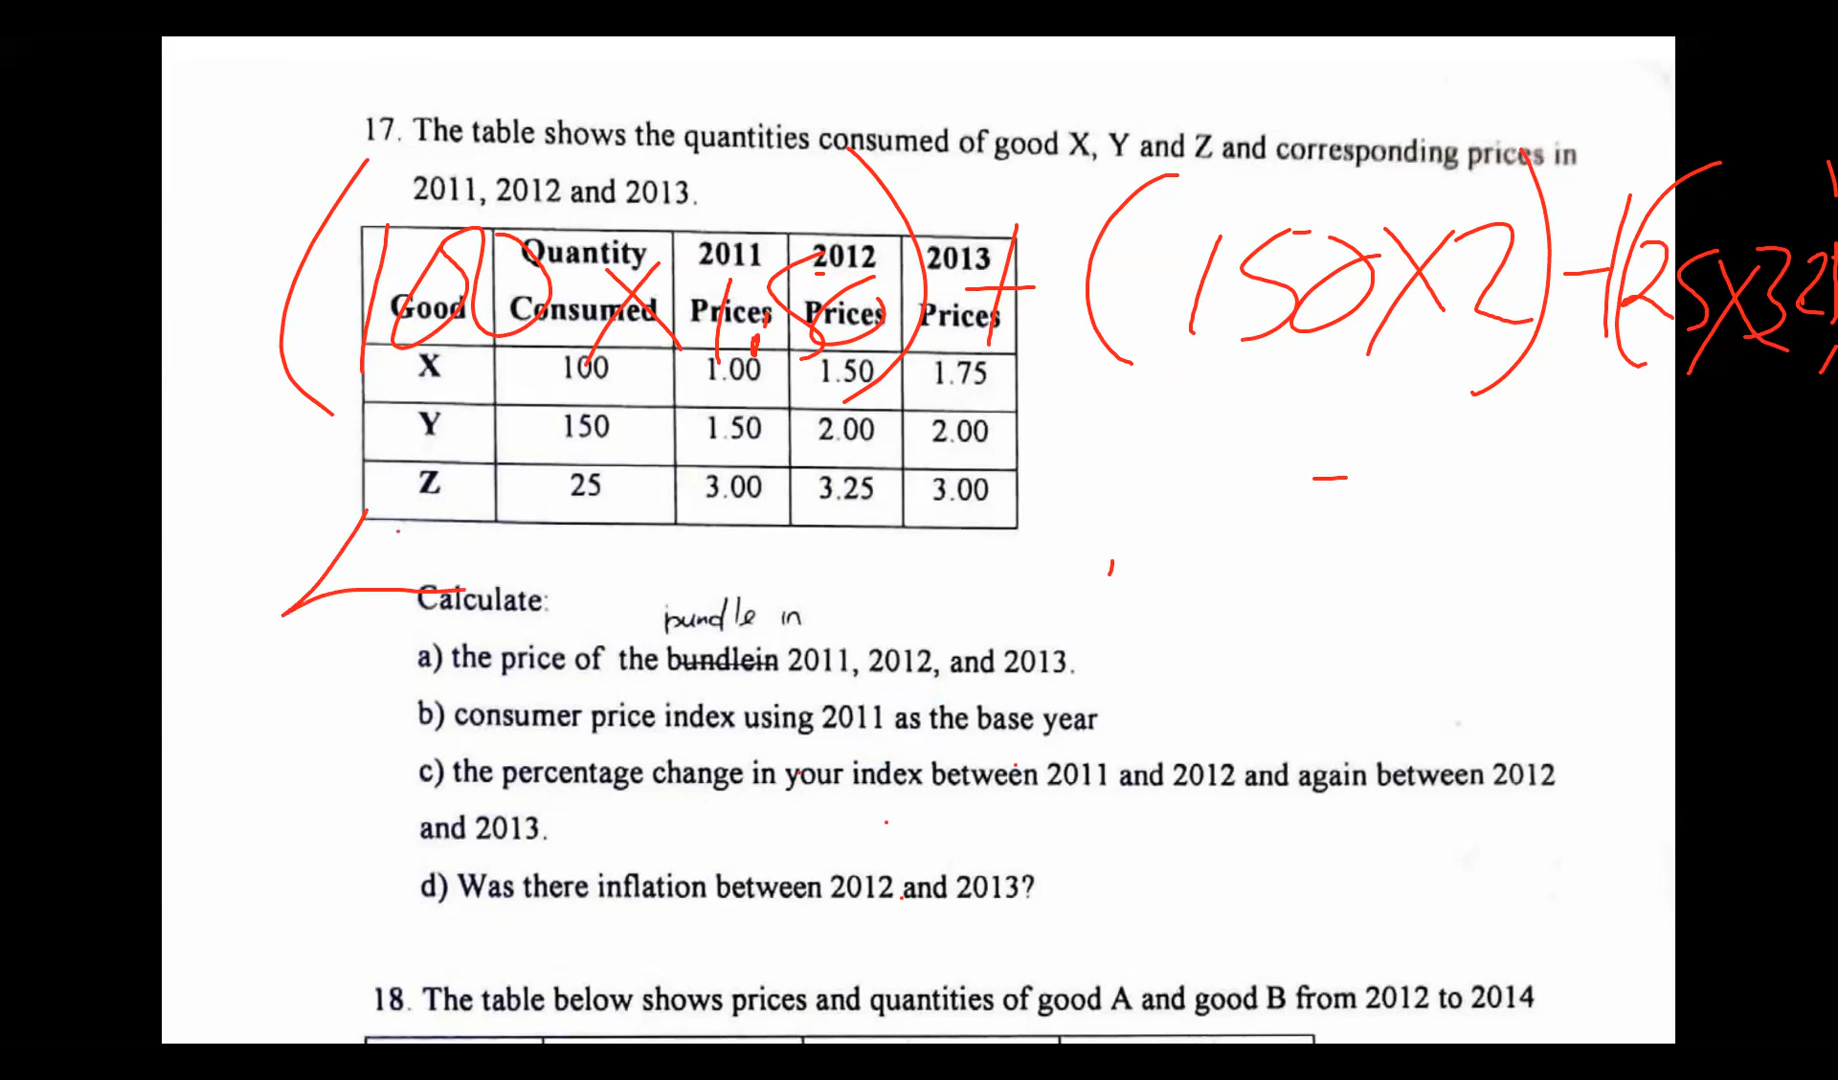 17. The table shows the quantities consumed of good X, Y and Z and corresponding prices in
2011, 2012 and 2013.
(100 X 1.50) + (150 X 2) + (25 X 32
Good Quantity Consumed 2011 Prices 2012 Prices 2013 Prices
X 100 1.00 1.50 1.75
Y 150 1.50 2.00 2.00
Z 25 3.00 3.25 3.00
Calculate:
bundle in
a) the price of the bundlein 2011, 2012, and 2013.
b) consumer price index using 2011 as the base year
c) the percentage change in your index between 2011 and 2012 and again between 2012
and 2013.
d) Was there inflation between 2012 and 2013?
18. The table below shows prices and quantities of good A and good B from 2012 to 2014